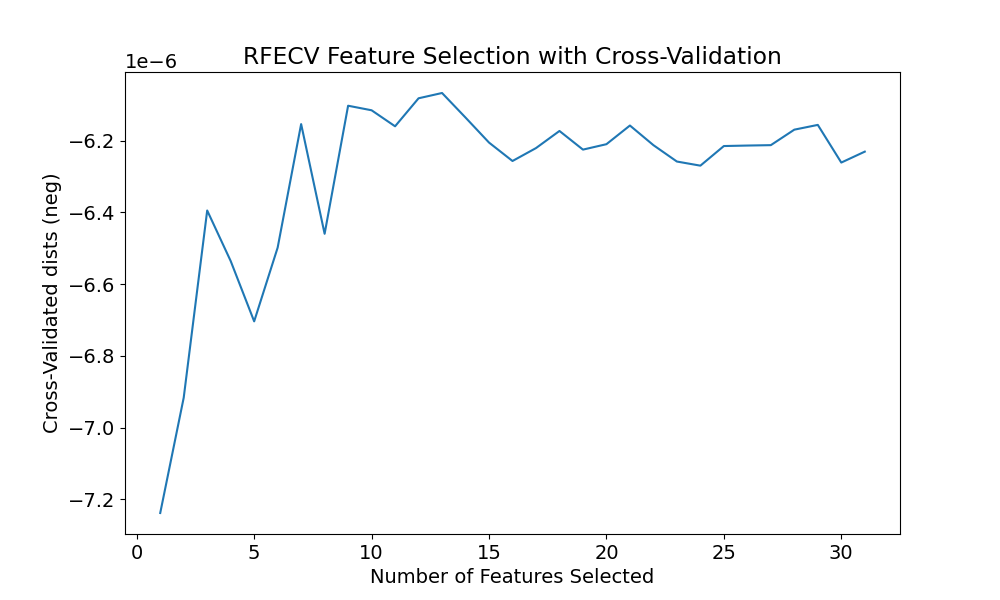 RFECV Feature Selection with Cross-Validation
1e−6
Cross-Validated dists (neg)
−6.2
−6.4
−6.6
−6.8
−7.0
−7.2
0 5 10 15 20 25 30
Number of Features Selected